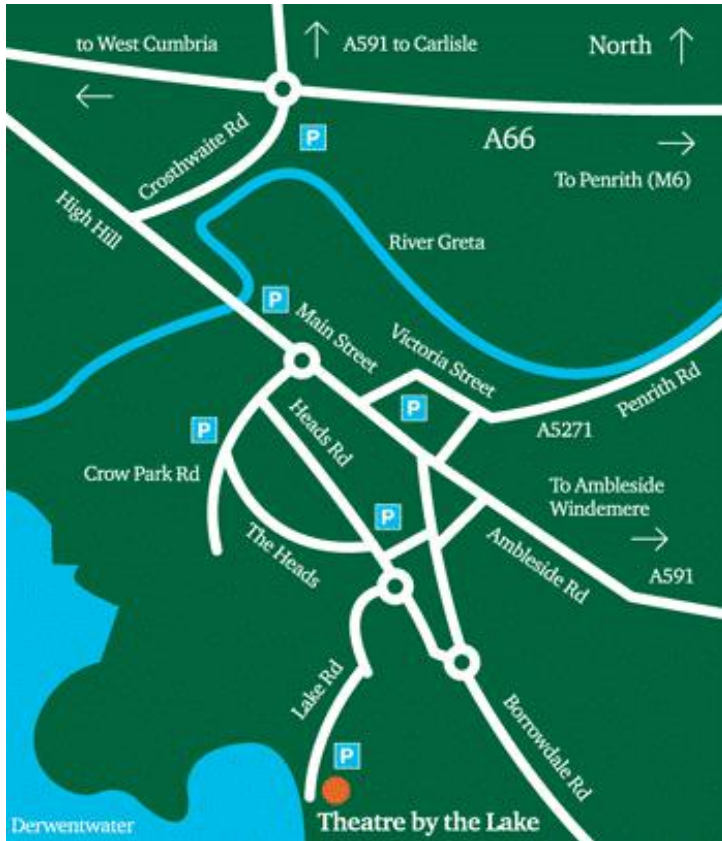 to West Cumbria
A591 to Carlisle
North
Crosthwaite Rd
P
A66
To Penrith (M6)
High Hill
River Greta
P
Main Street
Victoria Street
P
Penrith Rd
P
Heads Rd
A5271
Crow Park Rd
To Ambleside
Windemere
P
The Heads
Ambleside Rd
A591
Lake Rd
Borrowdale Rd
P
Theatre by the Lake
Derwentwater